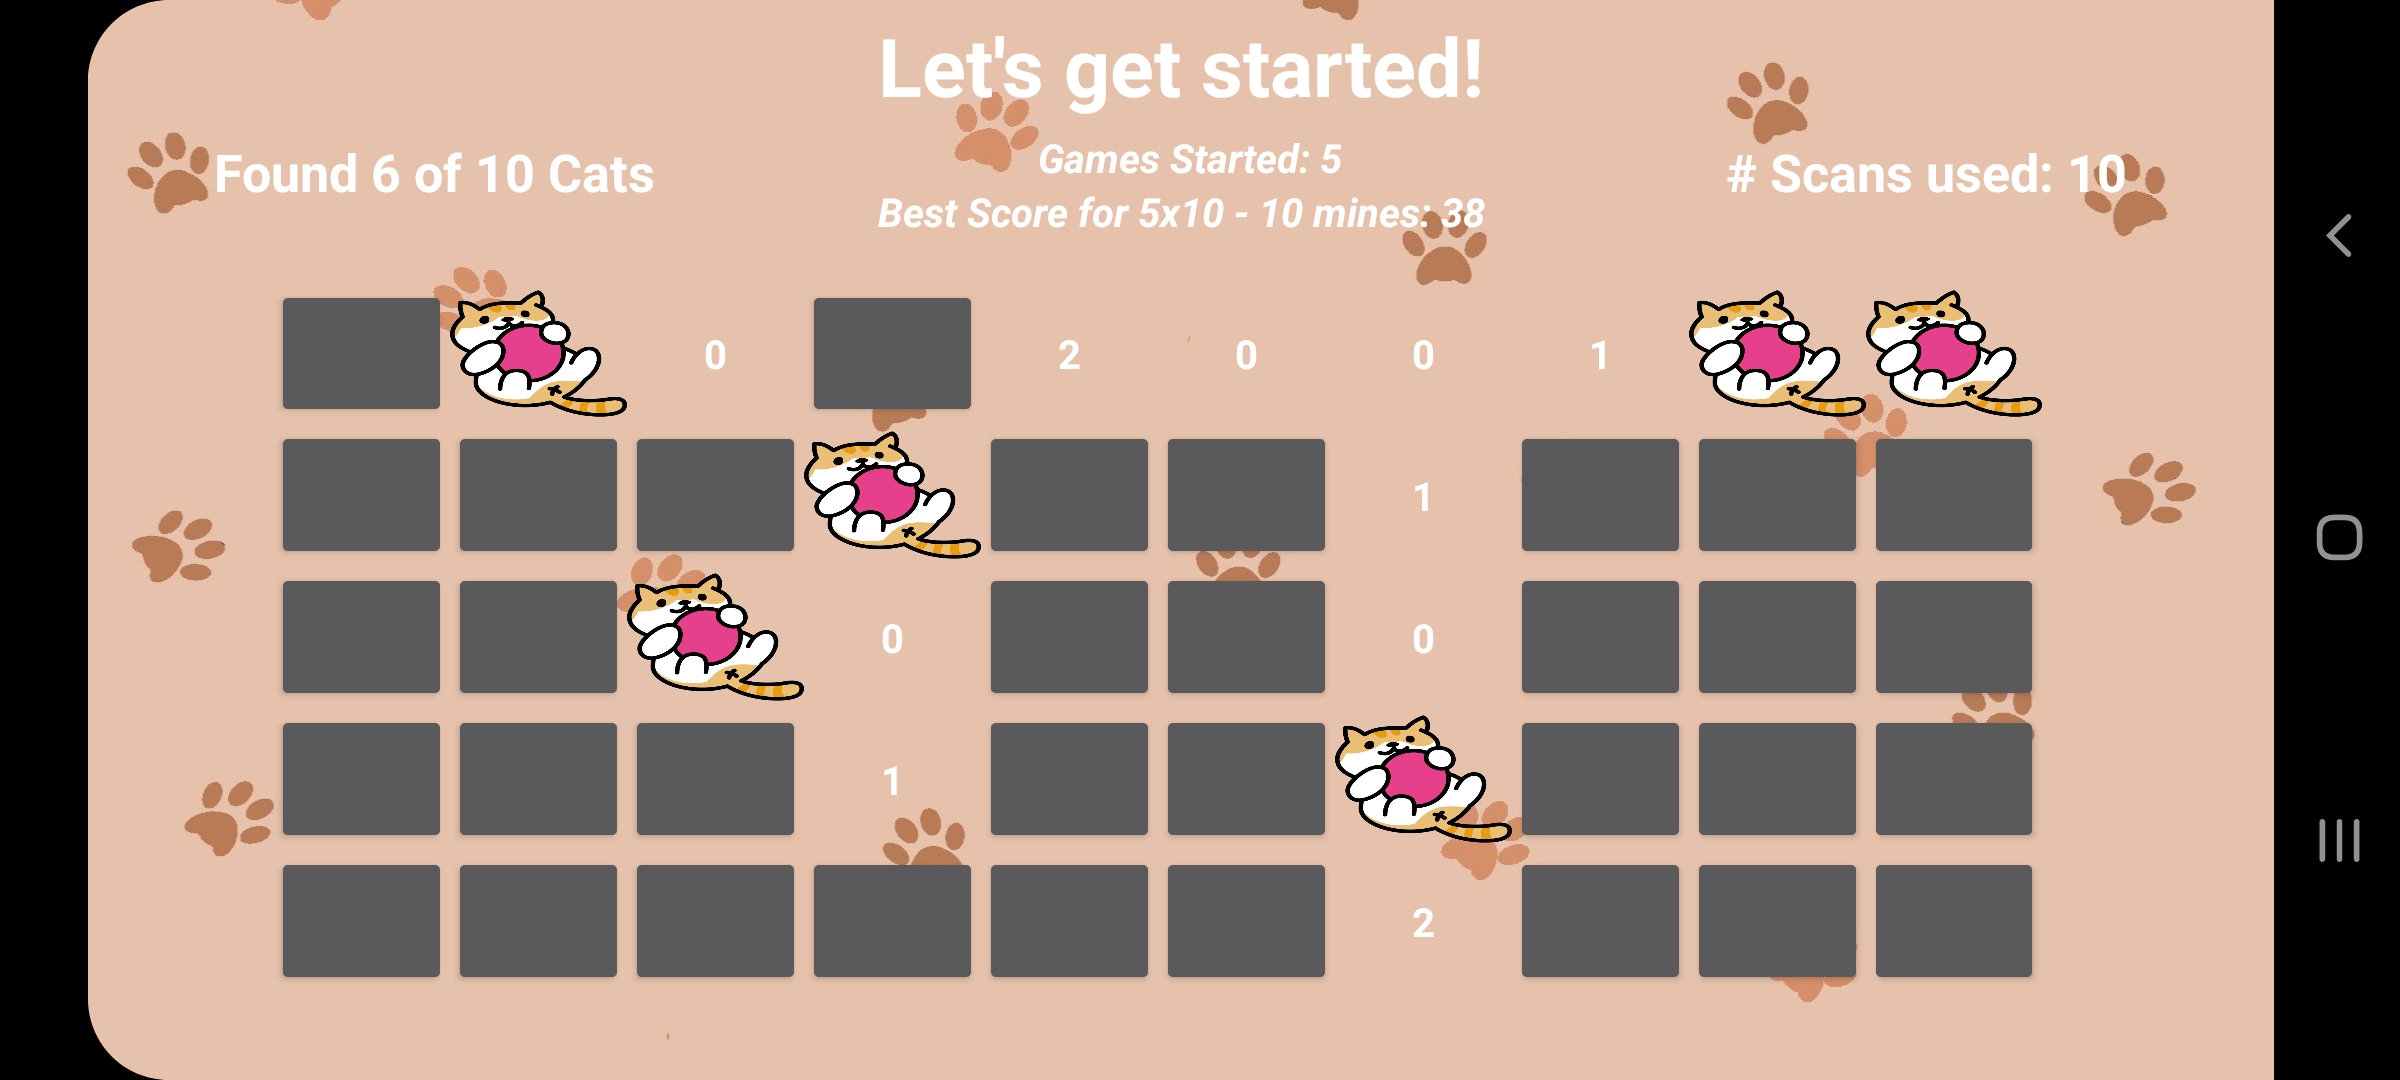 Let's get started!
Found 6 of 10 Cats
Games Started: 5
# Scans used: 10
Best Score for 5x10 - 10 mines: 38
0 2 0 0 1
1
0 0
1
2